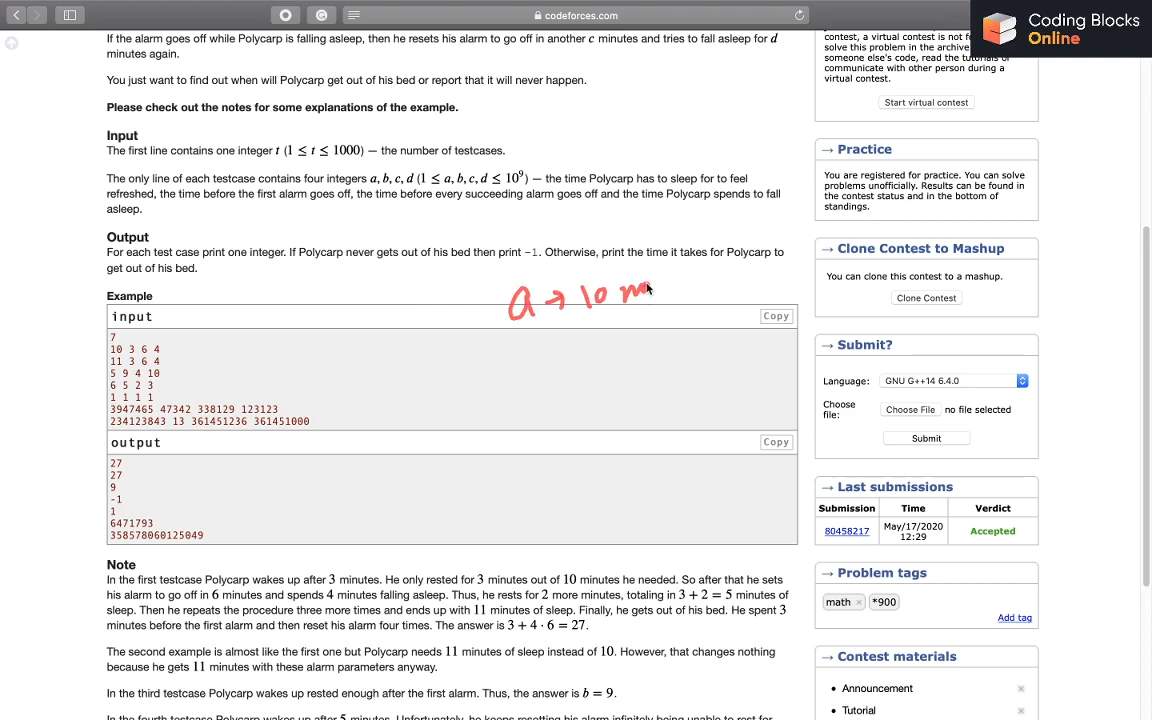 codeforces.com
Coding Blocks
Online
If the alarm goes off while Polycarp is falling asleep, then he resets his alarm to go off in another c minutes and tries to fall asleep for d
minutes again.
You just want to find out when will Polycarp get out of his bed or report that it will never happen.
Please check out the notes for some explanations of the example.
Input
The first line contains one integer t (1 ≤ t ≤ 1000) — the number of testcases.
The only line of each testcase contains four integers a, b, c, d (1 ≤ a, b, c, d ≤ 10⁹) — the time Polycarp has to sleep for to feel
refreshed, the time before the first alarm goes off, the time before every succeeding alarm goes off and the time Polycarp spends to fall
asleep.
Output
For each test case print one integer. If Polycarp never gets out of his bed then print -1. Otherwise, print the time it takes for Polycarp to
get out of his bed.
Example
a → 10
input
Copy
7
10 3 6 4
11 3 6 4
5 9 4 10
6 5 2 3
1 1 1 1
3947465 47342 338129 123123
234123843 13 361451236 361451000
output
Copy
27
27
9
-1
1
6471793
358578060125049
Note
In the first testcase Polycarp wakes up after 3 minutes. He only rested for 3 minutes out of 10 minutes he needed. So after that he sets
his alarm to go off in 6 minutes and spends 4 minutes falling asleep. Thus, he rests for 2 more minutes, totaling in 3 + 2 = 5 minutes of
sleep. Then he repeats the procedure three more times and ends up with 11 minutes of sleep. Finally, he gets out of his bed. He spent 3
minutes before the first alarm and then reset his alarm four times. The answer is 3 + 4 · 6 = 27.
The second example is almost like the first one but Polycarp needs 11 minutes of sleep instead of 10. However, that changes nothing
because he gets 11 minutes with these alarm parameters anyway.
In the third testcase Polycarp wakes up rested enough after the first alarm. Thus, the answer is b = 9.
In the fourth testcase Polycarp wakes up after 5 minutes. Unfortunately, he keeps resetting his alarm infinitely being unable to rest for
contest, a virtual contest is not for
solve this problem in the archive.
someone else's code, read the tutorials or
communicate with other person during a
virtual contest.
Start virtual contest
→ Practice
You are registered for practice. You can solve
problems unofficially. Results can be found in
the contest status and in the bottom of
standings.
→ Clone Contest to Mashup
You can clone this contest to a mashup.
Clone Contest
→ Submit?
Language: GNU G++14 6.4.0
Choose
file: Choose File no file selected
Submit
→ Last submissions
Submission Time Verdict
80458217 May/17/2020
12:29 Accepted
→ Problem tags
math × *900
Add tag
→ Contest materials
• Announcement ×
• Tutorial ×